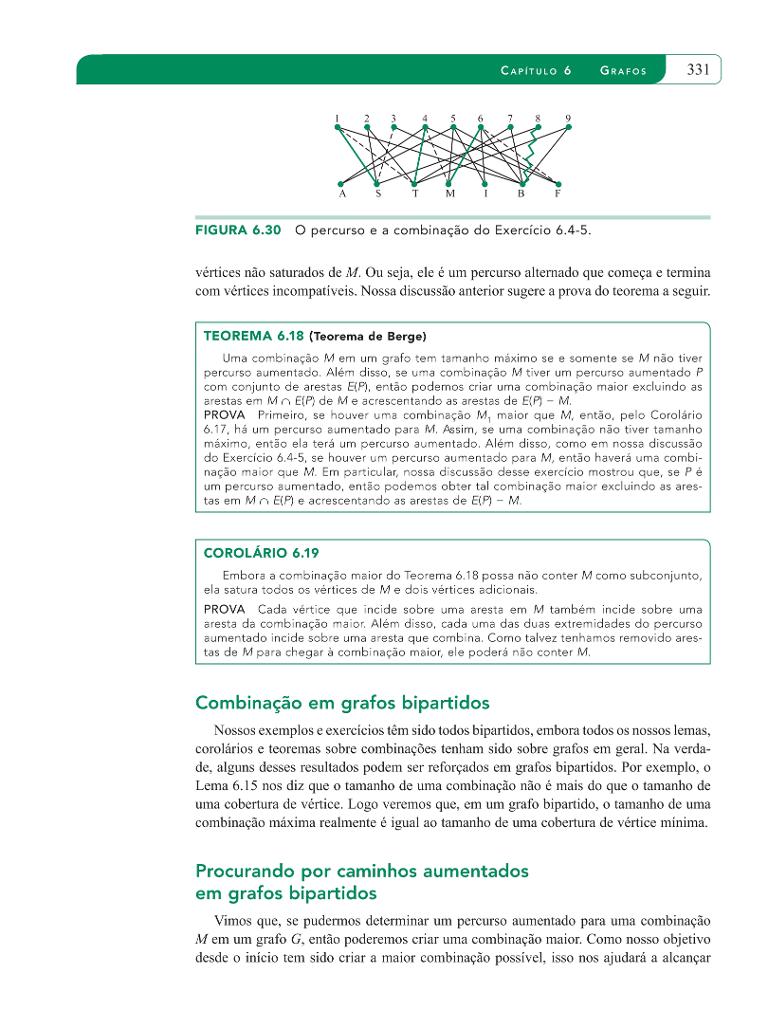 CAPÍTULO 6 GRAFOS 331
1 2 3 4 5 6 7 8 9
A S T M I B F
FIGURA 6.30 O percurso e a combinação do Exercício 6.4-5.
vértices não saturados de M. Ou seja, ele é um percurso alternado que começa e termina
com vértices incompatíveis. Nossa discussão anterior sugere a prova do teorema a seguir.
TEOREMA 6.18 (Teorema de Berge)
Uma combinação M em um grafo tem tamanho máximo se e somente se M não tiver
percurso aumentado. Além disso, se uma combinação M tiver um percurso aumentado P
com conjunto de arestas E(P), então podemos criar uma combinação maior excluindo as
arestas em M ∩ E(P) de M e acrescentando as arestas de E(P) − M.
PROVA Primeiro, se houver uma combinação M₁ maior que M, então, pelo Corolário
6.17, há um percurso aumentado para M. Assim, se uma combinação não tiver tamanho
máximo, então ela terá um percurso aumentado. Além disso, como em nossa discussão
do Exercício 6.4-5, se houver um percurso aumentado para M, então haverá uma combi-
nação maior que M. Em particular, nossa discussão desse exercício mostrou que, se P é
um percurso aumentado, então podemos obter tal combinação maior excluindo as ares-
tas em M ∩ E(P) e acrescentando as arestas de E(P) − M.
COROLÁRIO 6.19
Embora a combinação maior do Teorema 6.18 possa não conter M como subconjunto,
ela satura todos os vértices de M e dois vértices adicionais.
PROVA Cada vértice que incide sobre uma aresta em M também incide sobre uma
aresta da combinação maior. Além disso, cada uma das duas extremidades do percurso
aumentado incide sobre uma aresta que combina. Como talvez tenhamos removido ares-
tas de M para chegar à combinação maior, ele poderá não conter M.
Combinação em grafos bipartidos
Nossos exemplos e exercícios têm sido todos bipartidos, embora todos os nossos lemas,
corolários e teoremas sobre combinações tenham sido sobre grafos em geral. Na verda-
de, alguns desses resultados podem ser reforçados em grafos bipartidos. Por exemplo, o
Lema 6.15 nos diz que o tamanho de uma combinação não é mais do que o tamanho de
uma cobertura de vértice. Logo veremos que, em um grafo bipartido, o tamanho de uma
combinação máxima realmente é igual ao tamanho de uma cobertura de vértice mínima.
Procurando por caminhos aumentados
em grafos bipartidos
Vimos que, se pudermos determinar um percurso aumentado para uma combinação
M em um grafo G, então poderemos criar uma combinação maior. Como nosso objetivo
desde o início tem sido criar a maior combinação possível, isso nos ajudará a alcançar